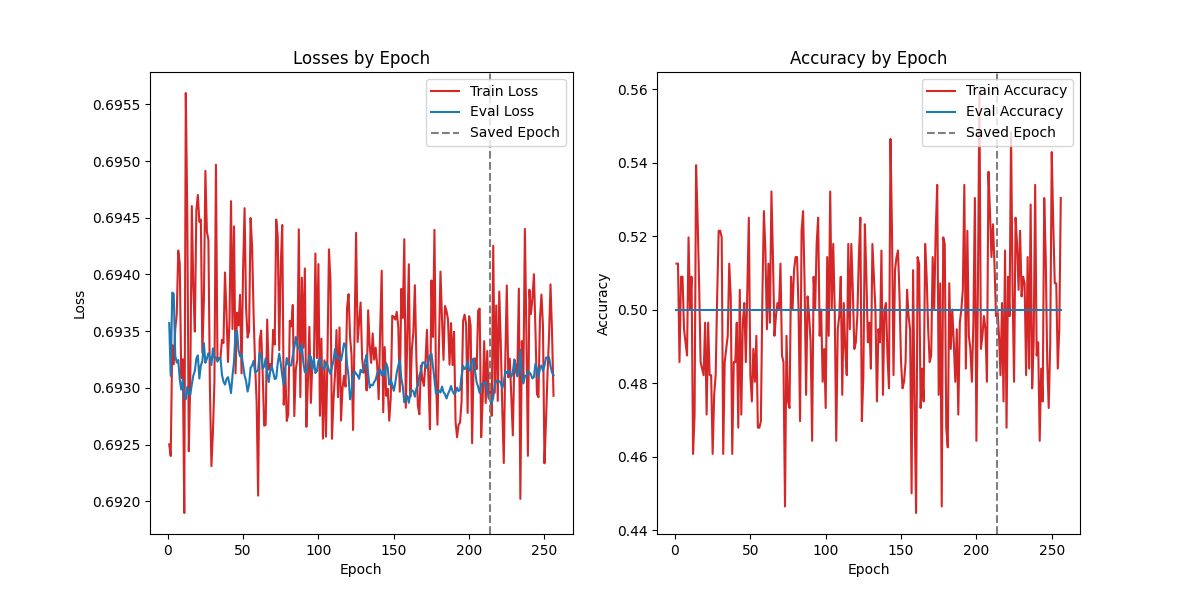 Losses by Epoch
Train Loss
Eval Loss
Saved Epoch
0.6955
0.6950
0.6945
0.6940
0.6935
0.6930
0.6925
0.6920
Loss
0 50 100 150 200 250
Epoch
Accuracy by Epoch
Train Accuracy
Eval Accuracy
Saved Epoch
0.56
0.54
0.52
0.50
0.48
0.46
0.44
Accuracy
0 50 100 150 200 250
Epoch